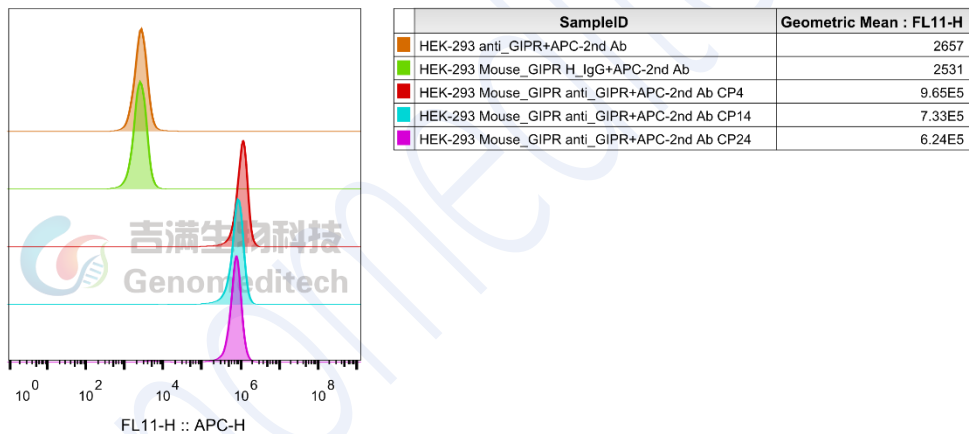 SampleID Geometric Mean : FL11-H
HEK-293 anti_GIPR+APC-2nd Ab 2657
HEK-293 Mouse_GIPR H_IgG+APC-2nd Ab 2531
HEK-293 Mouse_GIPR anti_GIPR+APC-2nd Ab CP4 9.65E5
HEK-293 Mouse_GIPR anti_GIPR+APC-2nd Ab CP14 7.33E5
HEK-293 Mouse_GIPR anti_GIPR+APC-2nd Ab CP24 6.24E5
吉满生物科技
Genomeditech
10^0 10^2 10^4 10^6 10^8
FL11-H :: APC-H